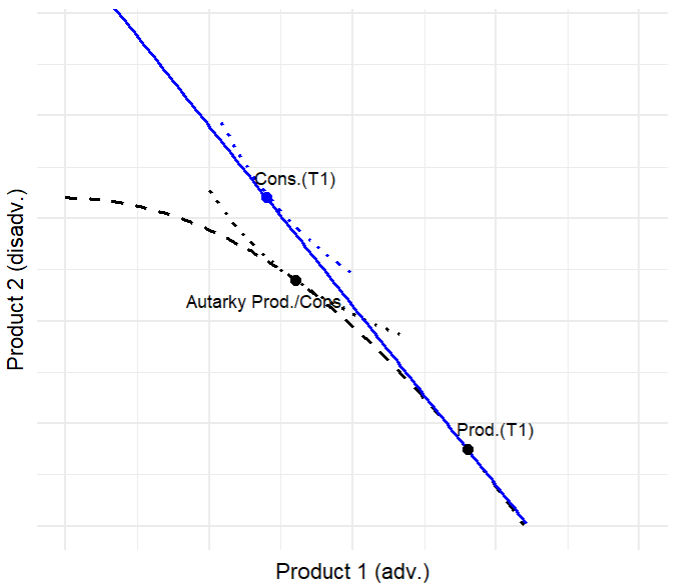 Cons.(T1)
Autarky Prod./Cons.
Prod.(T1)
Product 2 (disadv.)
Product 1 (adv.)